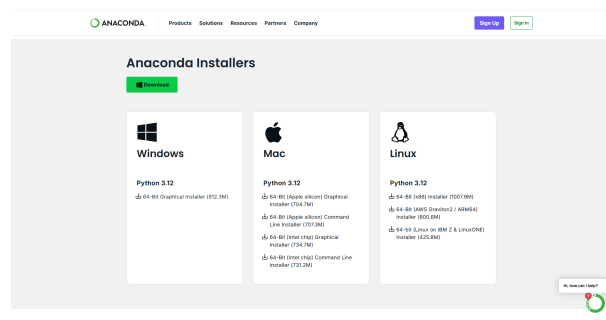 ANACONDA.
Products Solutions Resources Partners Company
Sign Up
Sign In
Anaconda Installers
Download
Windows
Python 3.12
64-Bit Graphical Installer (912.3M)
Mac
Python 3.12
64-Bit (Apple silicon) Graphical
Installer (704.7M)
64-Bit (Apple silicon) Command
Line Installer (707.3M)
64-Bit (Intel chip) Graphical
Installer (734.7M)
64-Bit (Intel chip) Command Line
Installer (731.2M)
Linux
Python 3.12
64-Bit (x86) Installer (1007.9M)
64-Bit (AWS Graviton2 / ARM64)
Installer (800.6M)
64-bit (Linux on IBM Z & LinuxONE)
Installer (425.8M)
Hi, how can I help?
1